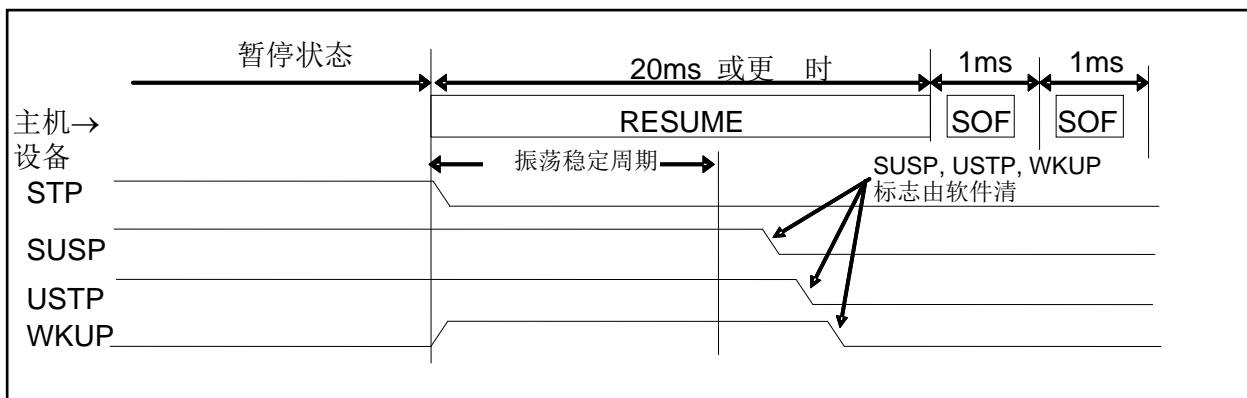 暂停状态
20ms 或更 时
1ms
1ms
主机→
设备
RESUME
SOF
SOF
振荡稳定周期
SUSP, USTP, WKUP
标志由软件清
STP
SUSP
USTP
WKUP